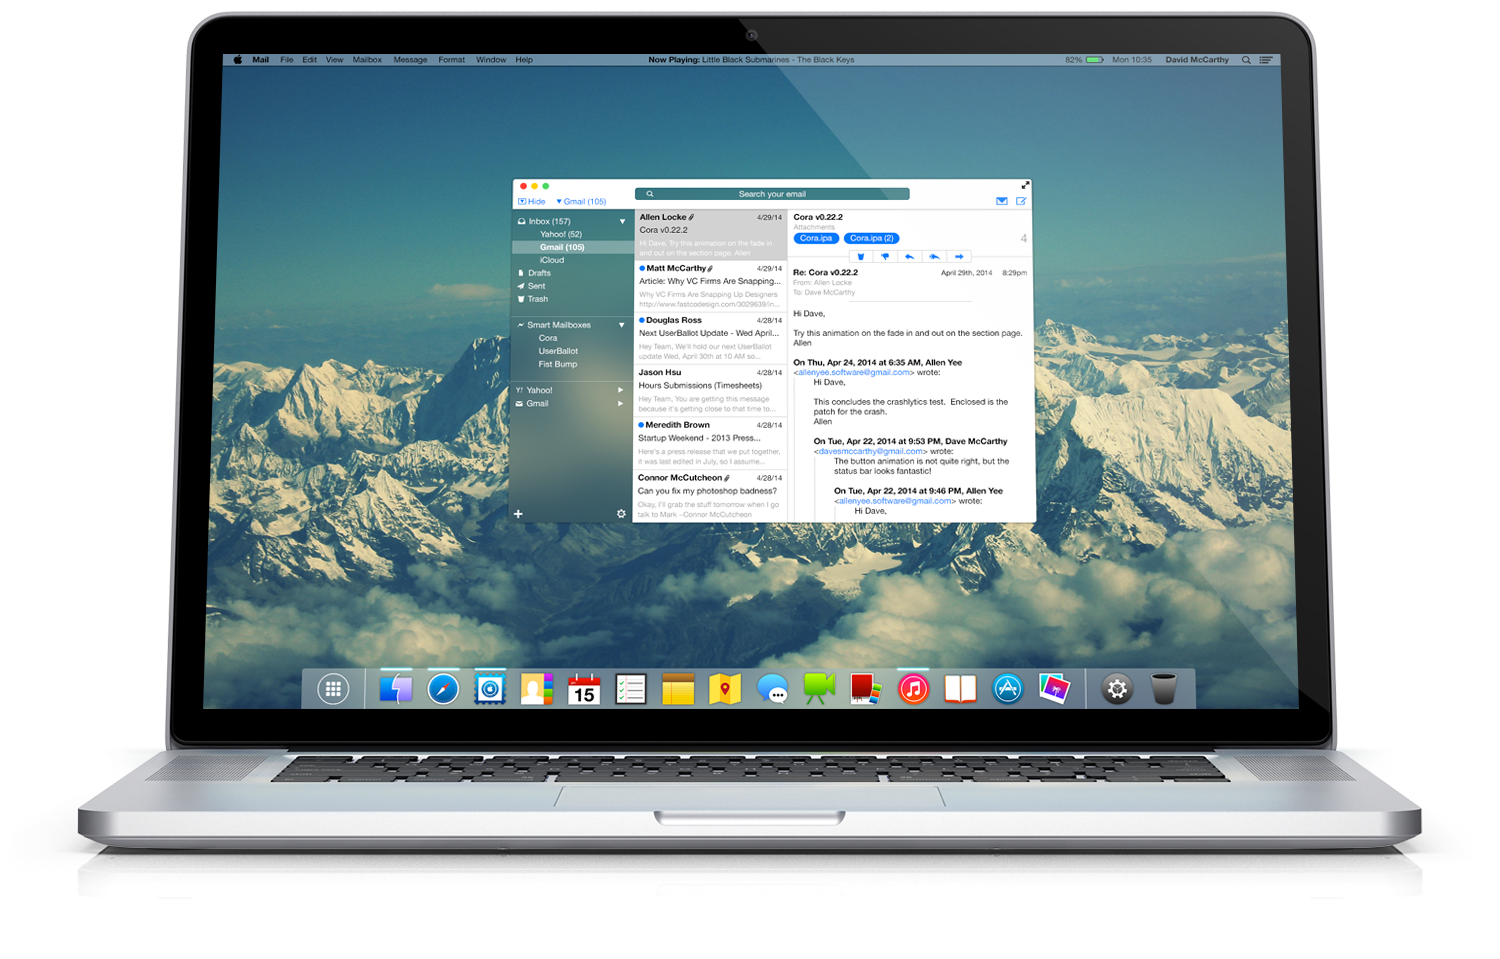 Mail File Edit View Mailbox Message Format Window Help
Now Playing: Little Black Submarines - The Black Keys
82% Mon 10:35 David McCarthy
Search your email
Hide Gmail (105)
Inbox (157)
Yahoo! (52)
Gmail (105)
iCloud
Drafts
Sent
Trash
Smart Mailboxes
Cora
UserBallot
Fist Bump
Y! Yahoo!
Gmail
Allen Locke 4/29/14
Cora v0.22.2
Hi Dave, Try this animation on the fade in
and out on the section page. Allen
Matt McCarthy 4/29/14
Article: Why VC Firms Are Snapping...
Why VC Firms Are Snapping Up Designers
http://www.fastcodesign.com/3029639/in...
Douglas Ross 4/28/14
Next UserBallot Update - Wed April...
Hey Team, We'll hold our next UserBallot
update Wed, April 30th at 10 AM so...
Jason Hsu 4/28/14
Hours Submissions (Timesheets)
Hey Team, You are getting this message
because it's getting close to that time to...
Meredith Brown 4/28/14
Startup Weekend - 2013 Press...
Here's a press release that we put together,
it was last edited in July, so I assume...
Connor McCutcheon 4/28/14
Can you fix my photoshop badness?
Okay, I'll grab the stuff tomorrow when I go
talk to Mark ~Connor McCutcheon
Cora v0.22.2
Attachments
Cora.ipa Cora.ipa (2) 4
Re: Cora v0.22.2 April 29th, 2014 8:29pm
From: Allen Locke
To: Dave McCarthy
Hi Dave,
Try this animation on the fade in and out on the section page.
Allen
On Thu, Apr 24, 2014 at 6:35 AM, Allen Yee
<allenyee.software@gmail.com> wrote:
Hi Dave,
This concludes the crashlytics test. Enclosed is the
patch for the crash.
Allen
On Tue, Apr 22, 2014 at 9:53 PM, Dave McCarthy
<davesmccarthy@gmail.com> wrote:
The button animation is not quite right, but the
status bar looks fantastic!
On Tue, Apr 22, 2014 at 9:46 PM, Allen Yee
<allenyee.software@gmail.com> wrote:
Hi Dave,
15